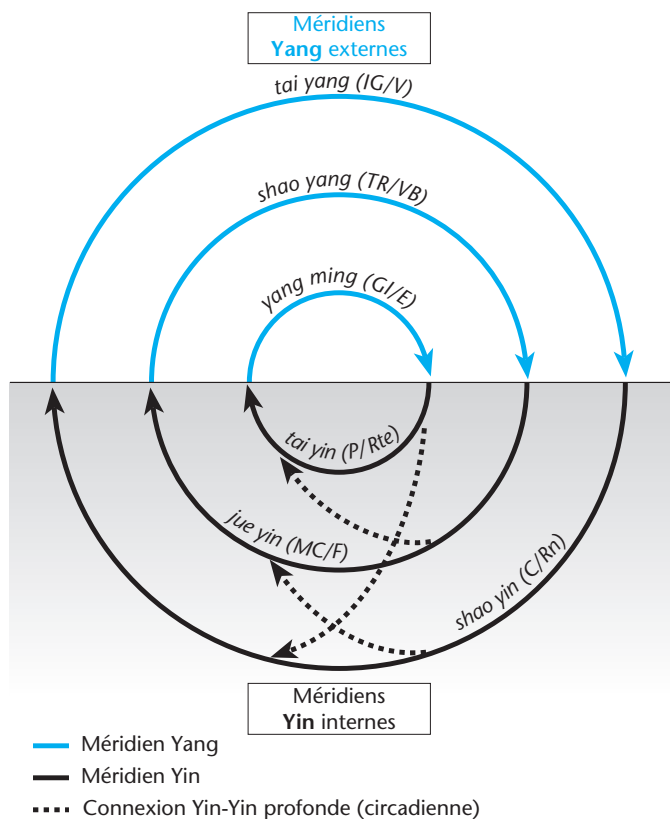 Méridiens
Yang externes
tai yang (IG/V)
shao yang (TR/VB)
yang ming (GI/E)
tai yin (P/Rte)
jue yin (MC/F)
shao yin (C/Rn)
Méridiens
Yin internes
Méridien Yang
Méridien Yin
Connexion Yin-Yin profonde (circadienne)